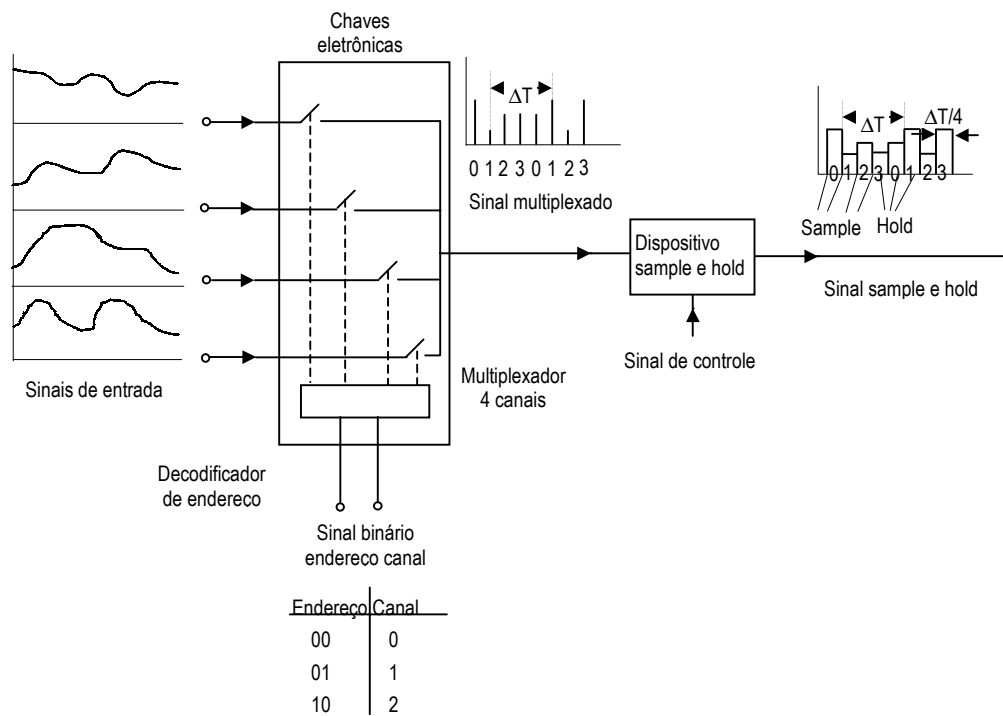 Chaves
eletrônicas
ΔT
0 1 2 3 0 1 2 3
Sinal multiplexado
ΔT
ΔT/4
0 1 2 3 0 1 2 3
Sample
Hold
Dispositivo
sample e hold
Sinal sample e hold
Sinal de controle
Sinais de entrada
Multiplexador
4 canais
Decodificador
de endereco
Sinal binário
endereco canal
Endereço Canal
00 0
01 1
10 2